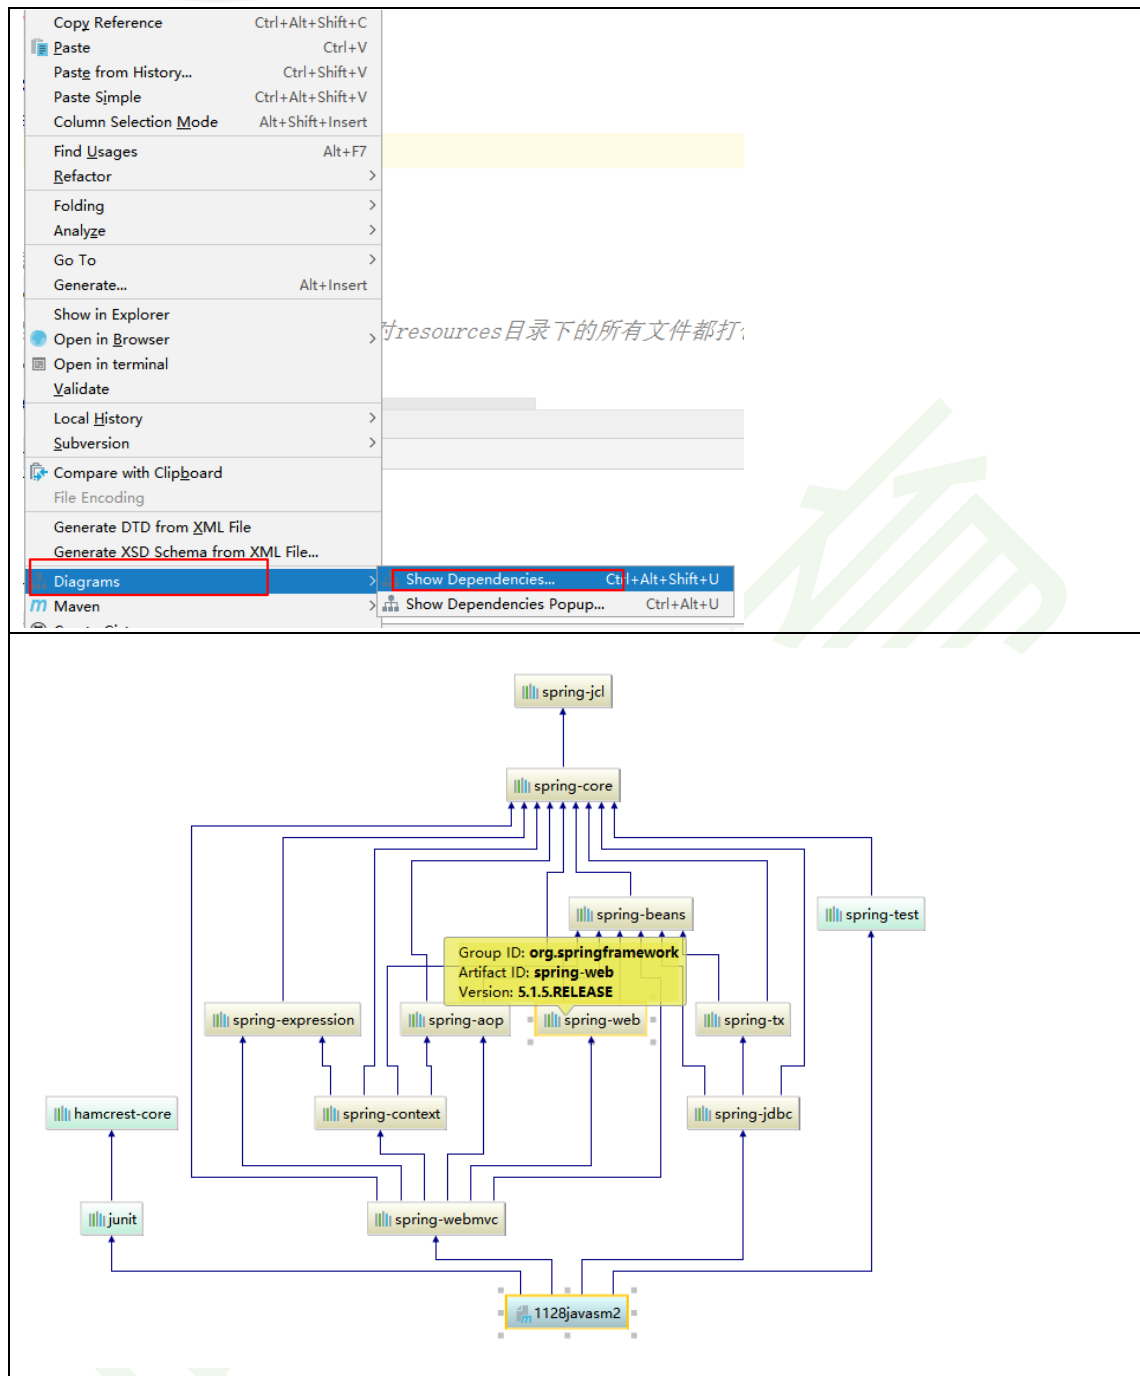 Copy Reference Ctrl+Alt+Shift+C
Paste Ctrl+V
Paste from History... Ctrl+Shift+V
Paste Simple Ctrl+Alt+Shift+V
Column Selection Mode Alt+Shift+Insert
Find Usages Alt+F7
Refactor
Folding
Analyze
Go To
Generate... Alt+Insert
Show in Explorer
Open in Browser
resources目录下的所有文件都打
Open in terminal
Validate
Local History
Subversion
Compare with Clipboard
File Encoding
Generate DTD from XML File
Generate XSD Schema from XML File...
Diagrams
Show Dependencies... Ctrl+Alt+Shift+U
Maven
Show Dependencies Popup... Ctrl+Alt+U
spring-jcl
spring-core
spring-beans
spring-test
Group ID: org.springframework
Artifact ID: spring-web
Version: 5.1.5.RELEASE
spring-expression
spring-aop
spring-web
spring-tx
hamcrest-core
spring-context
spring-jdbc
junit
spring-webmvc
1128javasm2